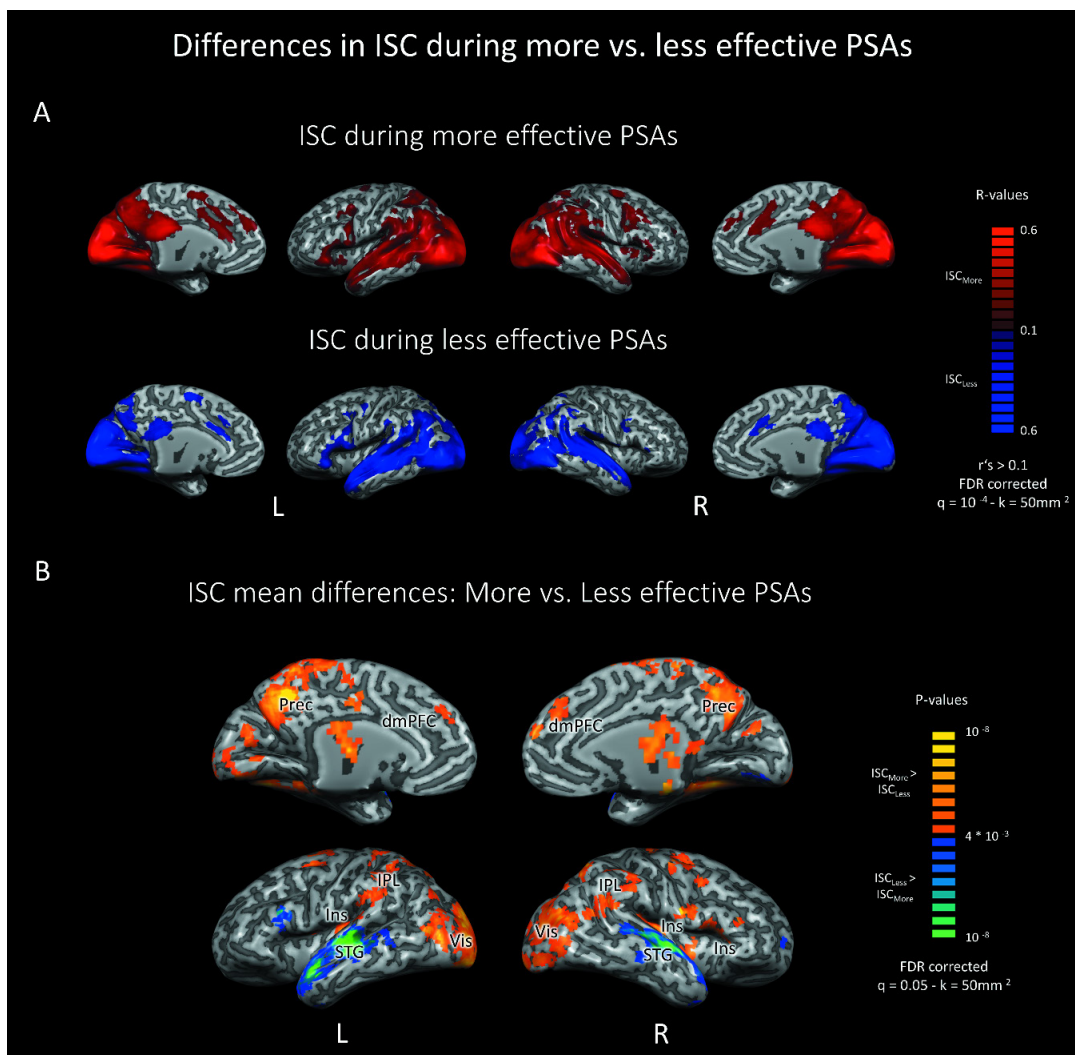 Differences in ISC during more vs. less effective PSAs
A
ISC during more effective PSAs
R-values
0.6
ISCMore
0.1
ISCLess
0.6
r's > 0.1
FDR corrected
q = 10 -4 - k = 50mm 2
ISC during less effective PSAs
L
R
B
ISC mean differences: More vs. Less effective PSAs
Prec
dmPFC
dmPFC
Prec
IPL
Ins
STG
Vis
IPL
Vis
Ins
STG
Ins
L
R
P-values
10 -8
ISCMore >
ISCLess
4 * 10 -3
ISCLess >
ISCMore
10 -8
FDR corrected
q = 0.05 - k = 50mm 2